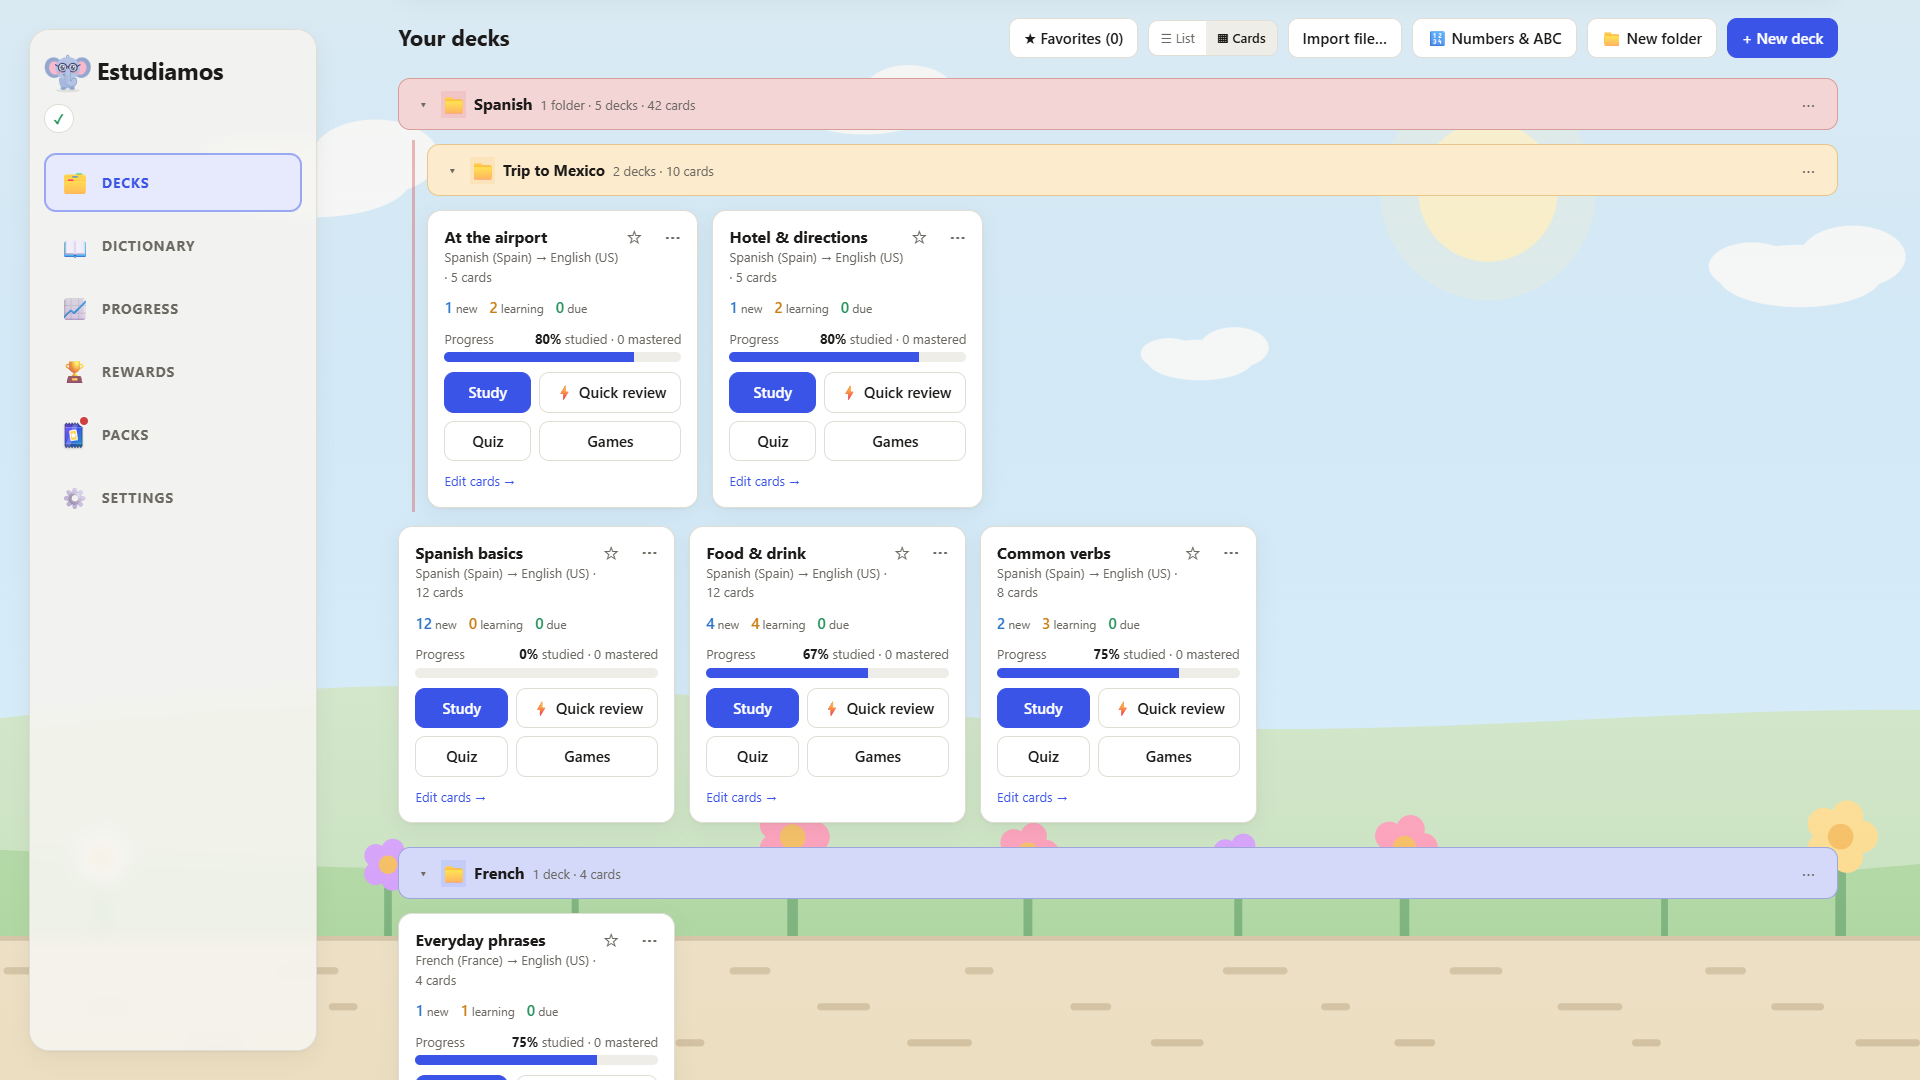 Estudiamos
DECKS
DICTIONARY
PROGRESS
REWARDS
PACKS
SETTINGS
Your decks
★ Favorites (0)
☰ List
Cards
Import file...
Numbers & ABC
New folder
+ New deck
Spanish 1 folder · 5 decks · 42 cards
Trip to Mexico 2 decks · 10 cards
At the airport
Spanish (Spain) → English (US)
· 5 cards
1 new 2 learning 0 due
Progress 80% studied · 0 mastered
Study
Quick review
Quiz
Games
Edit cards →
Hotel & directions
Spanish (Spain) → English (US)
· 5 cards
1 new 2 learning 0 due
Progress 80% studied · 0 mastered
Study
Quick review
Quiz
Games
Edit cards →
Spanish basics
Spanish (Spain) → English (US) ·
12 cards
12 new 0 learning 0 due
Progress 0% studied · 0 mastered
Study
Quick review
Quiz
Games
Edit cards →
Food & drink
Spanish (Spain) → English (US) ·
12 cards
4 new 4 learning 0 due
Progress 67% studied · 0 mastered
Study
Quick review
Quiz
Games
Edit cards →
Common verbs
Spanish (Spain) → English (US) ·
8 cards
2 new 3 learning 0 due
Progress 75% studied · 0 mastered
Study
Quick review
Quiz
Games
Edit cards →
French 1 deck · 4 cards
Everyday phrases
French (France) → English (US) ·
4 cards
1 new 1 learning 0 due
Progress 75% studied · 0 mastered